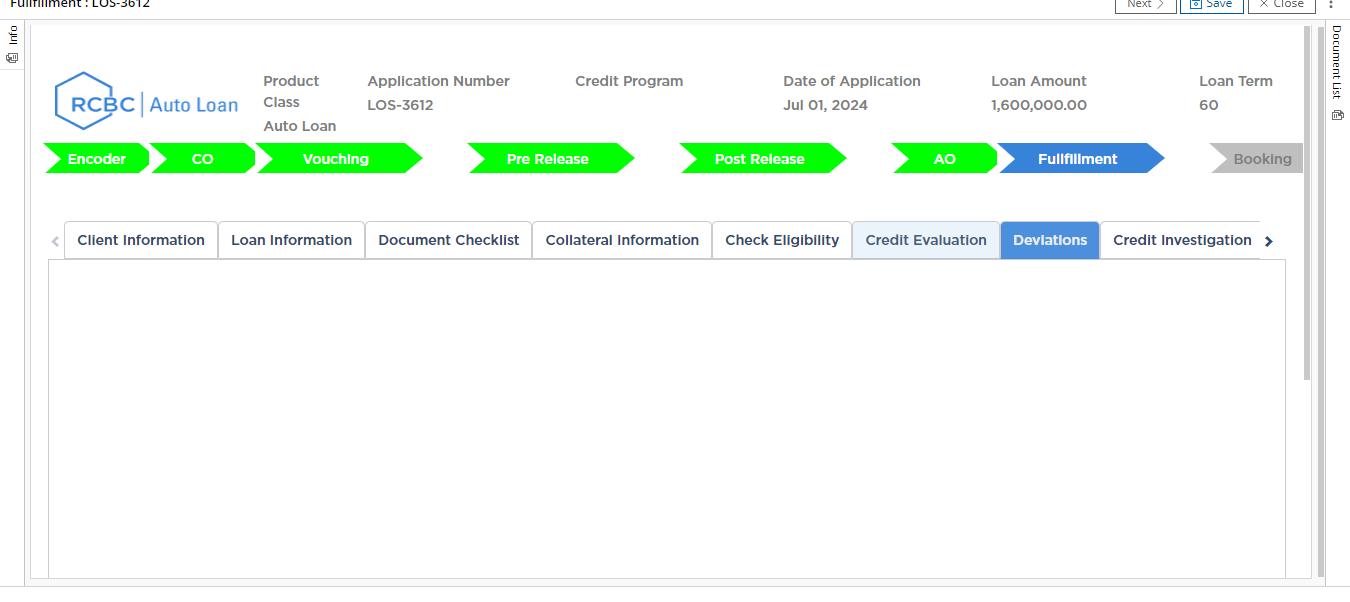 Fullfillment : LOS-3612
Next
Save
Close
Info
Document List
RCBC | Auto Loan
Product Class
Auto Loan
Application Number
LOS-3612
Credit Program
Date of Application
Jul 01, 2024
Loan Amount
1,600,000.00
Loan Term
60
Encoder
CO
Vouching
Pre Release
Post Release
AO
Fullfillment
Booking
Client Information
Loan Information
Document Checklist
Collateral Information
Check Eligibility
Credit Evaluation
Deviations
Credit Investigation